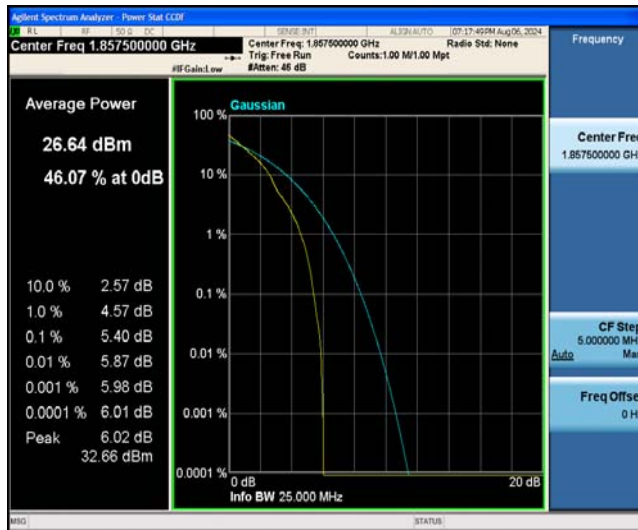 Agilent Spectrum Analyzer - Power Stat CCDF
RL RF 50 Ω DC SENSE:INT ALIGN AUTO 07:17:49PM Aug 06, 2024
Center Freq 1.857500000 GHz
Center Freq: 1.857500000 GHz Radio Std: None
Trig: Free Run Counts:1.00 M/1.00 Mpt
#IFGain:Low #Atten: 46 dB
Frequency
Average Power
26.64 dBm
46.07 % at 0dB
10.0 % 2.57 dB
1.0 % 4.57 dB
0.1 % 5.40 dB
0.01 % 5.87 dB
0.001 % 5.98 dB
0.0001 % 6.01 dB
Peak 6.02 dB
32.66 dBm
Gaussian
100 %
10 %
1 %
0.1 %
0.01 %
0.001 %
0.0001 %
0 dB 20 dB
Info BW 25.000 MHz
Center Fre
1.857500000 GH
CF Step
5.000000 MH
Auto Ma
Freq Offse
0 H
MSG STATUS